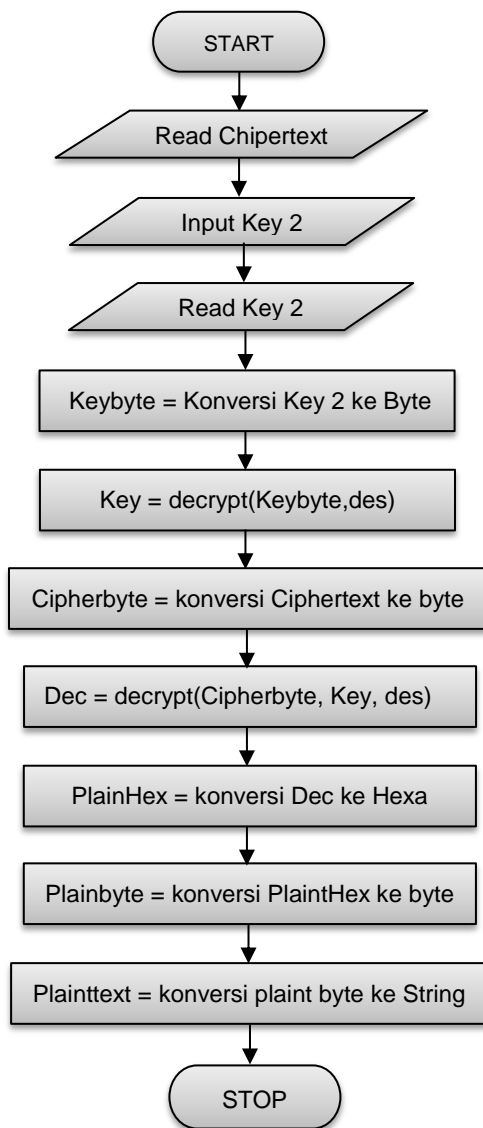 START
Read Chipertext
Input Key 2
Read Key 2
Keybyte = Konversi Key 2 ke Byte
Key = decrypt(Keybyte,des)
Cipherbyte = konversi Ciphertext ke byte
Dec = decrypt(Cipherbyte, Key, des)
PlainHex = konversi Dec ke Hexa
Plainbyte = konversi PlaintHex ke byte
Plainttext = konversi plaint byte ke String
STOP